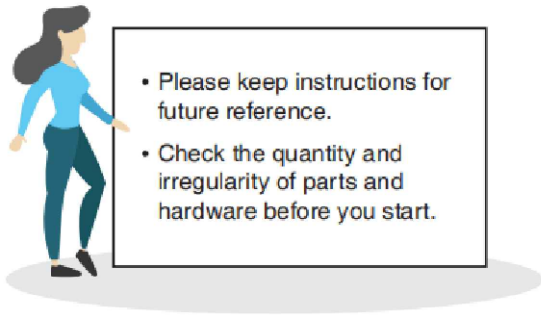 • Please keep instructions for
future reference.
• Check the quantity and
irregularity of parts and
hardware before you start.